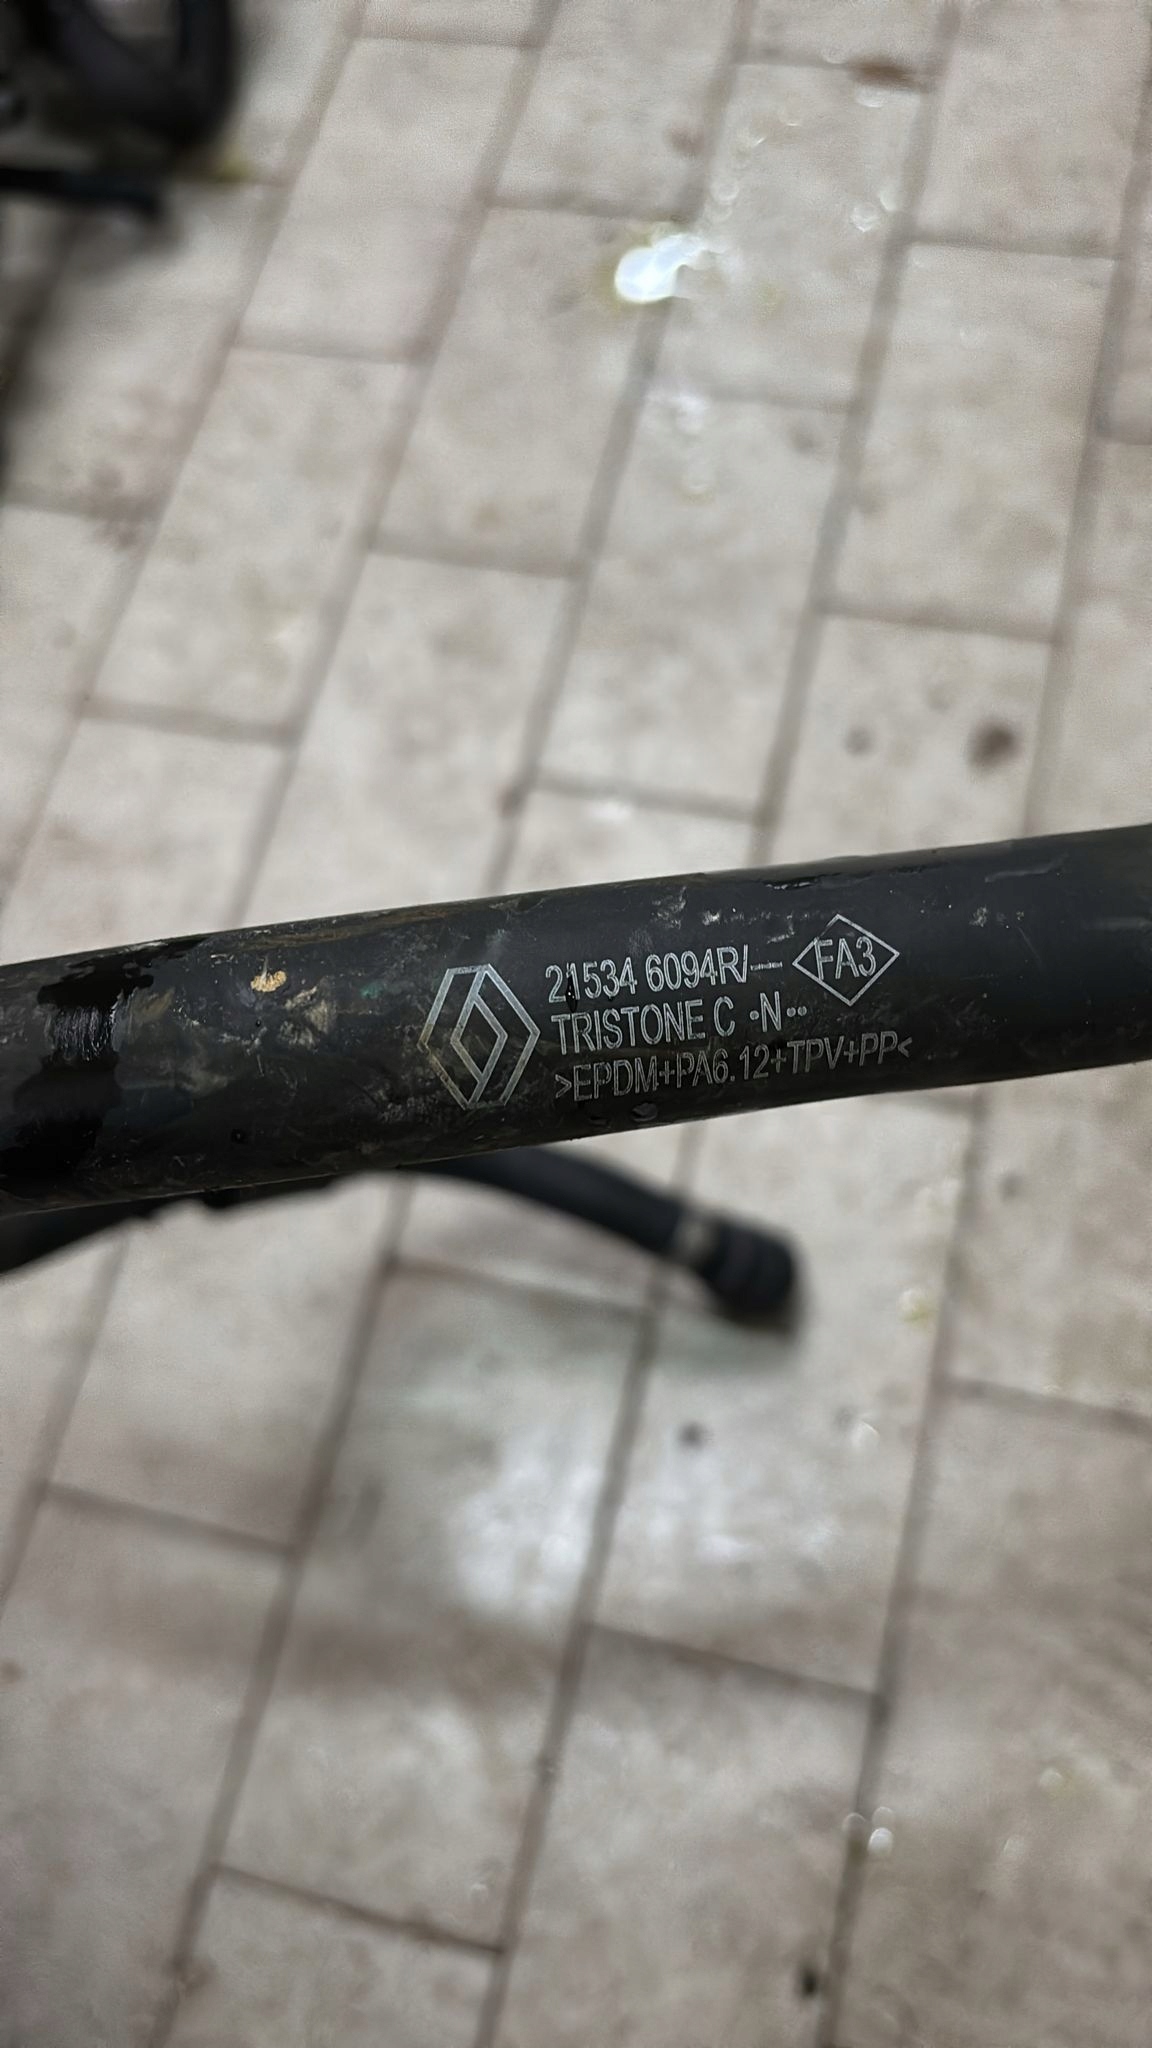 21534 6094R/-- FA3
TRISTONE C ·N··
>EPDM+PA6.12+TPV+PP<